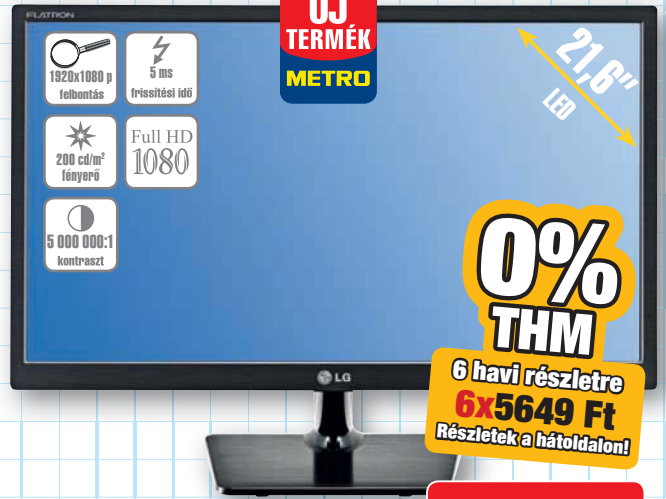 FLATRON
1920x1080 p
felbontás
5 ms
frissítési idő
200 cd/m²
fényerő
Full HD
1080
5 000 000:1
kontraszt
ÚJ
TERMÉK
METRO
21,6"
LED
0%
THM
6 havi részletre
6x5649 Ft
Részletek a hátoldalon!
LG